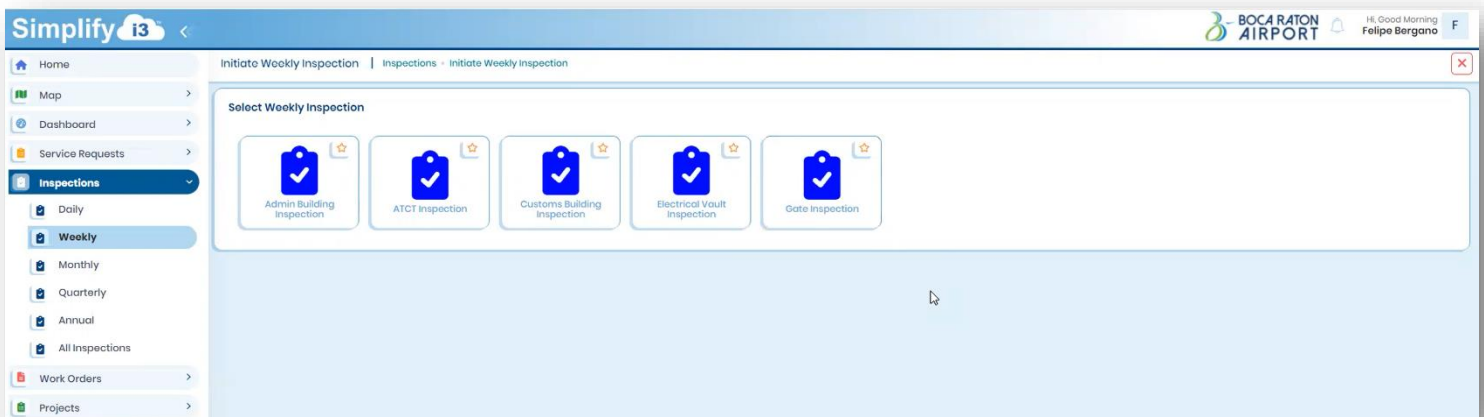 Simplify i3
BOCA RATON
AIRPORT
Hi, Good Morning
Felipe Bergano
F
Home
Map
Dashboard
Service Requests
Inspections
Daily
Weekly
Monthly
Quarterly
Annual
All Inspections
Work Orders
Projects
Initiate Weekly Inspection | Inspections - Initiate Weekly Inspection
Select Weekly Inspection
Admin Building
Inspection
ATCT Inspection
Customs Building
Inspection
Electrical Vault
Inspection
Gate Inspection